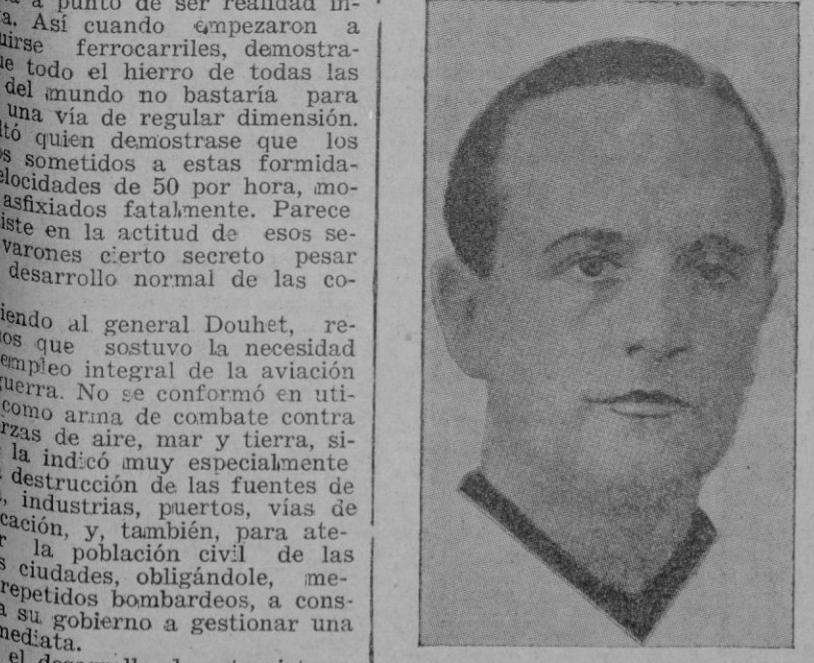 a punto de ser realidad in-
a. Así cuando empezaron a
uirse ferrocarriles, demostra-
ue todo el hierro de todas las
del mundo no bastaría para
una vía de regular dimensión.
ltó quien demostrase que los
os sometidos a estas formida-
elocidades de 50 por hora, mo-
asfixiados fatalmente. Parece
iste en la actitud de esos se-
varones cierto secreto pesar
desarrollo normal de las co-
iendo al general Douhet, re-
os que sostuvo la necesidad
empleo integral de la aviación
guerra. No se conformó en uti-
como arma de combate contra
rzas de aire, mar y tierra, si-
la indicó muy especialmente
destrucción de las fuentes de
, industrias, puertos, vías de
cación, y, también, para ate-
r la población civil de las
s ciudades, obligándole, me-
repetidos bombardeos, a cons-
a su gobierno a gestionar una
mediata.
el desarrollo de